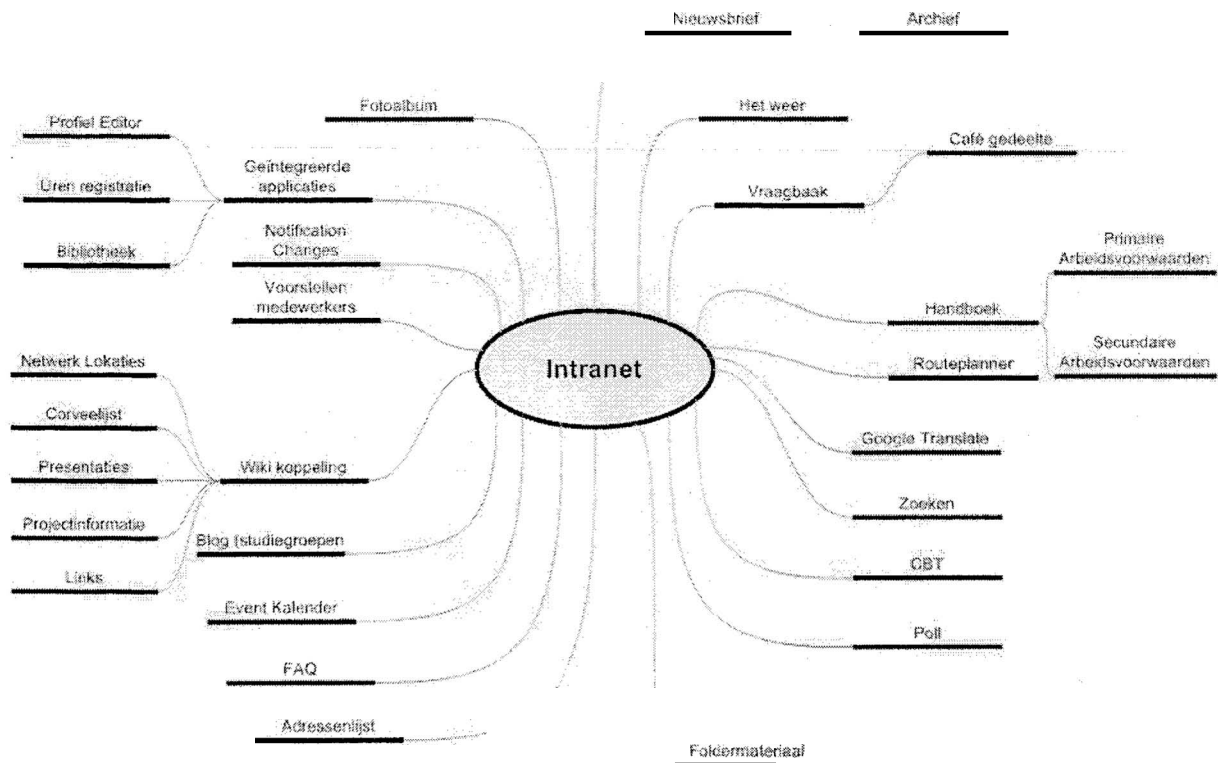 Nieuwsbrief
Archief
Fotoalbum
Het weer
Profiel Editor
Café gedeelte
Geïntegreerde
applicaties
Uren registratie
Vraagbaak
Notification
Changes
Bibliotheek
Primaire
Arbeidsvoorwaarden
Voorstellen
medewerkers
Handboek
Intranet
Netwerk Lokaties
Routeplanner
Secundaire
Arbeidsvoorwaarden
Corveelijst
Google Translate
Presentaties
Wiki koppeling
Zoeken
Projectinformatie
Blog (studiegroepen
Links
CBT
Event Kalender
Poll
FAQ
Adressenlijst
Foldermateriaal